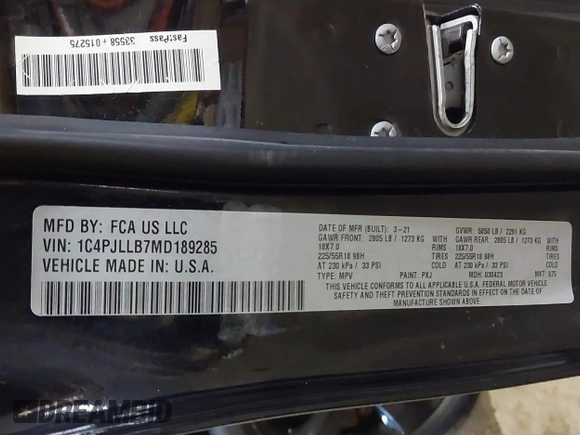 FastPass
33558 + 015275
MFD BY: FCA US LLC
VIN: 1C4PJLLB7MD189285
VEHICLE MADE IN: U.S.A.
DATE OF MFR (BUILT): 3-21 GVWR: 5050 LB / 2291 KG
GAWR FRONT: 2805 LB / 1273 KG GAWR REAR: 2805 LB / 1273 KG
18X7.0 RIMS 18X7.0 RIMS
225/55R18 98H TIRES 225/55R18 98H TIRES
AT 230 kPa / 33 PSI COLD AT 230 kPa / 33 PSI COLD
TYPE: MPV PAINT: PXJ MDH: 030423 MKT: 875
THIS VEHICLE CONFORMS TO ALL APPLICABLE U.S.A. FEDERAL MOTOR VEHICLE
SAFETY AND THEFT PREVENTION STANDARDS IN EFFECT ON THE DATE OF
MANUFACTURE SHOWN ABOVE.
DREAMBID